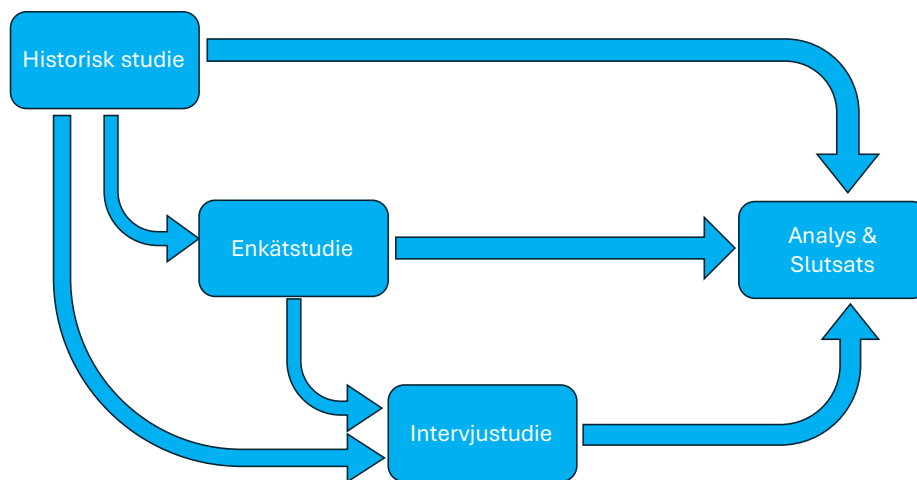 Historisk studie
Enkätstudie
Analys &
Slutsats
Intervjustudie